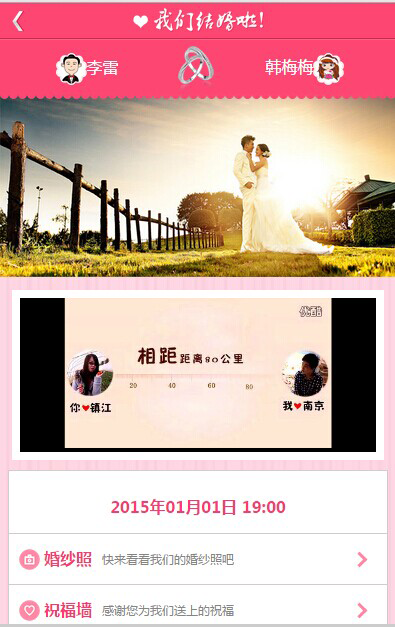 我们结婚啦!
李雷 韩梅梅
优酷
相距 距离80公里
20 40 60 80
你❤镇江 我❤南京
2015年01月01日 19:00
婚纱照 快来看看我们的婚纱照吧
祝福墙 感谢您为我们送上的祝福